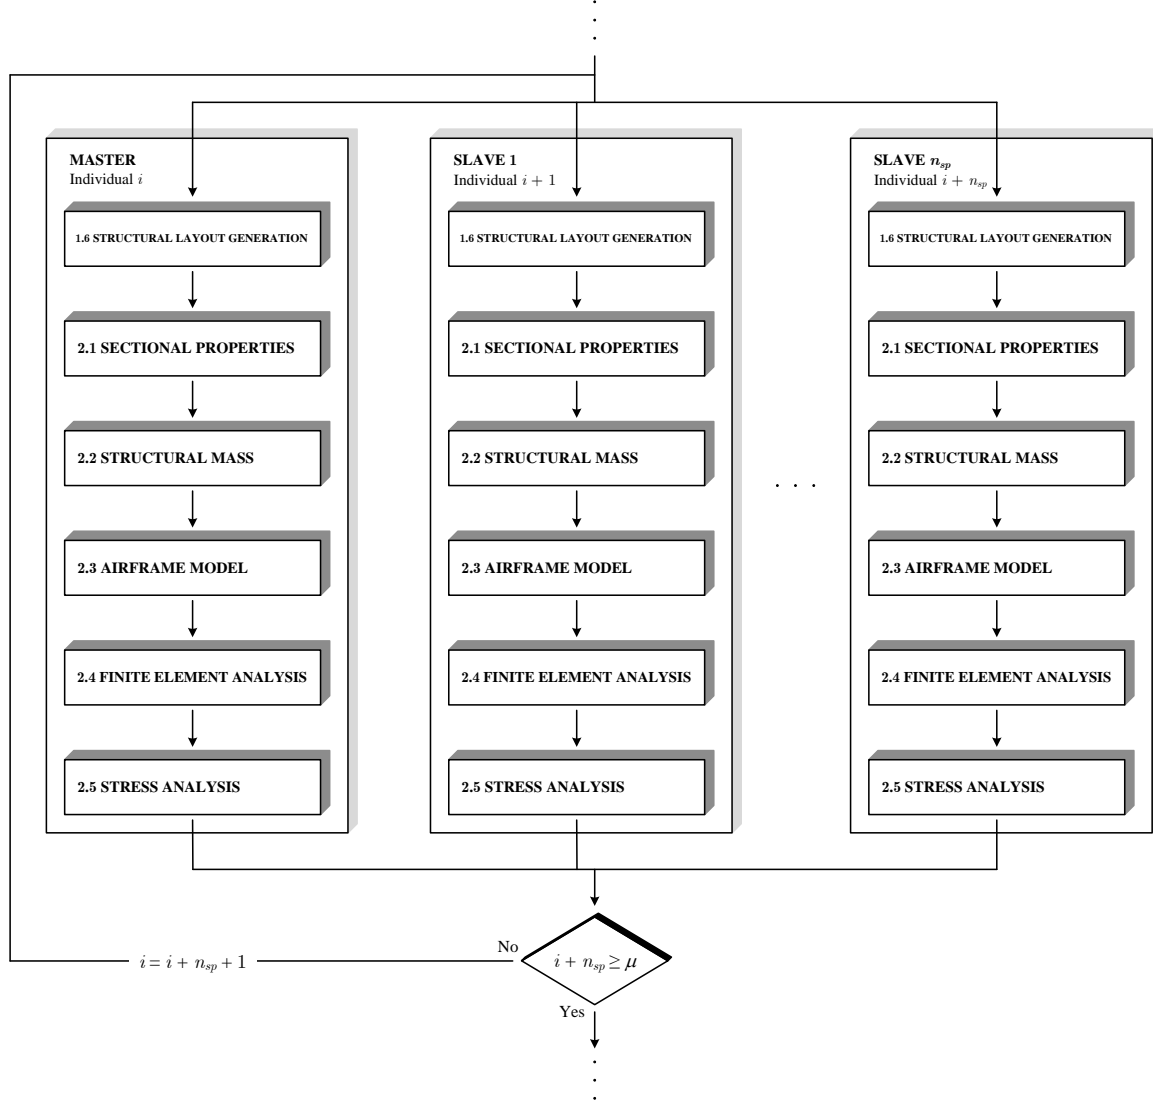 MASTER
Individual i
1.6 STRUCTURAL LAYOUT GENERATION
2.1 SECTIONAL PROPERTIES
2.2 STRUCTURAL MASS
2.3 AIRFRAME MODEL
2.4 FINITE ELEMENT ANALYSIS
2.5 STRESS ANALYSIS
SLAVE 1
Individual i + 1
1.6 STRUCTURAL LAYOUT GENERATION
2.1 SECTIONAL PROPERTIES
2.2 STRUCTURAL MASS
2.3 AIRFRAME MODEL
2.4 FINITE ELEMENT ANALYSIS
2.5 STRESS ANALYSIS
. . .
SLAVE n_sp
Individual i + n_sp
1.6 STRUCTURAL LAYOUT GENERATION
2.1 SECTIONAL PROPERTIES
2.2 STRUCTURAL MASS
2.3 AIRFRAME MODEL
2.4 FINITE ELEMENT ANALYSIS
2.5 STRESS ANALYSIS
No
i = i + n_sp + 1
i + n_sp ≥ μ
Yes